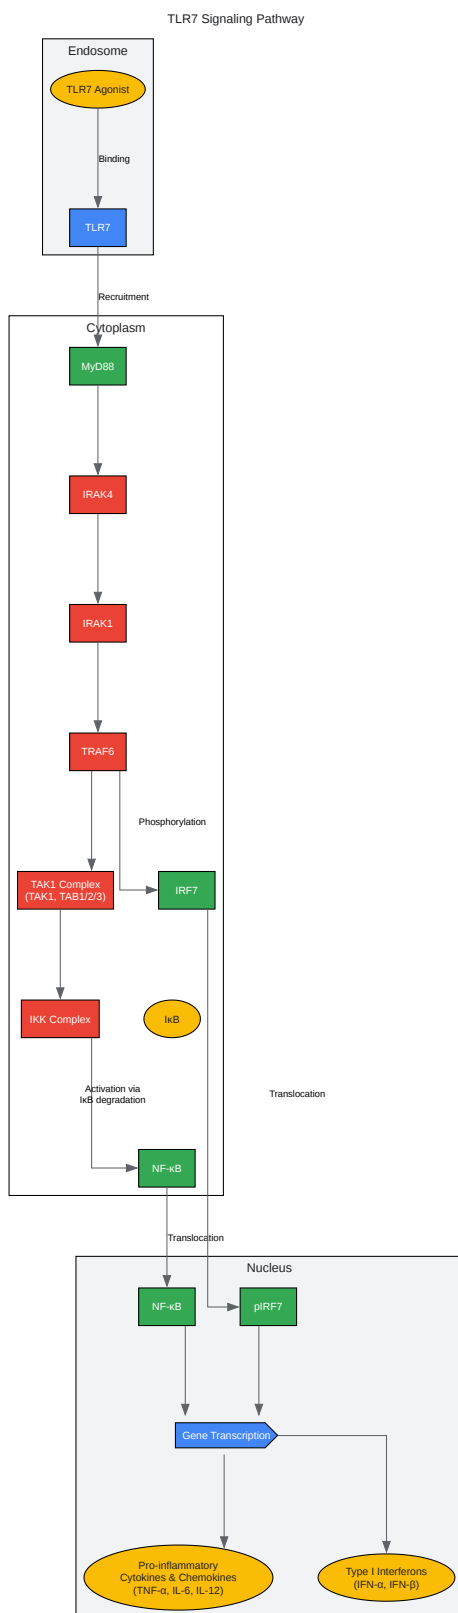 TLR7 Signaling Pathway
Endosome
TLR7 Agonist
Binding
TLR7
Recruitment
Cytoplasm
MyD88
IRAK4
IRAK1
TRAF6
Phosphorylation
TAK1 Complex
(TAK1, TAB1/2/3)
IRF7
IKK Complex
IκB
Activation via
IκB degradation
Translocation
NF-κB
Translocation
Nucleus
NF-κB
pIRF7
Gene Transcription
Pro-inflammatory
Cytokines & Chemokines
(TNF-α, IL-6, IL-12)
Type I Interferons
(IFN-α, IFN-β)